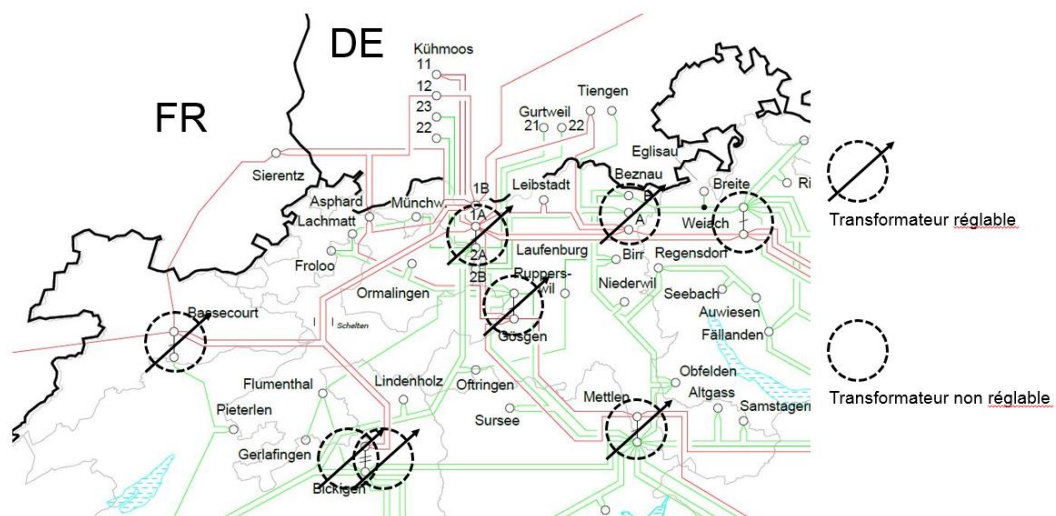 DE
FR
Kühmoos
11
12
23
22
Tiengen
Gurtweil
21
22
Eglisau
Sierentz
Beznau
Breite
Ri
1B
Leibstadt
Asphard
Münchw
B
1A
A
Weiach
Lachmatt
Transformateur réglable
2A
Laufenburg
Birr
Regensdorf
Froloo
2B
Ruppers-
wil
Niederwil
Ormalingen
Seebach
Bassecourt
Auwiesen
Schelten
Gösgen
Fällanden
Obfelden
Flumenthal
Lindenholz
Oftringen
Mettlen
Altgass
Transformateur non réglable
Pieterlen
Sursee
Samstagern
Gerlafingen
Bickigen